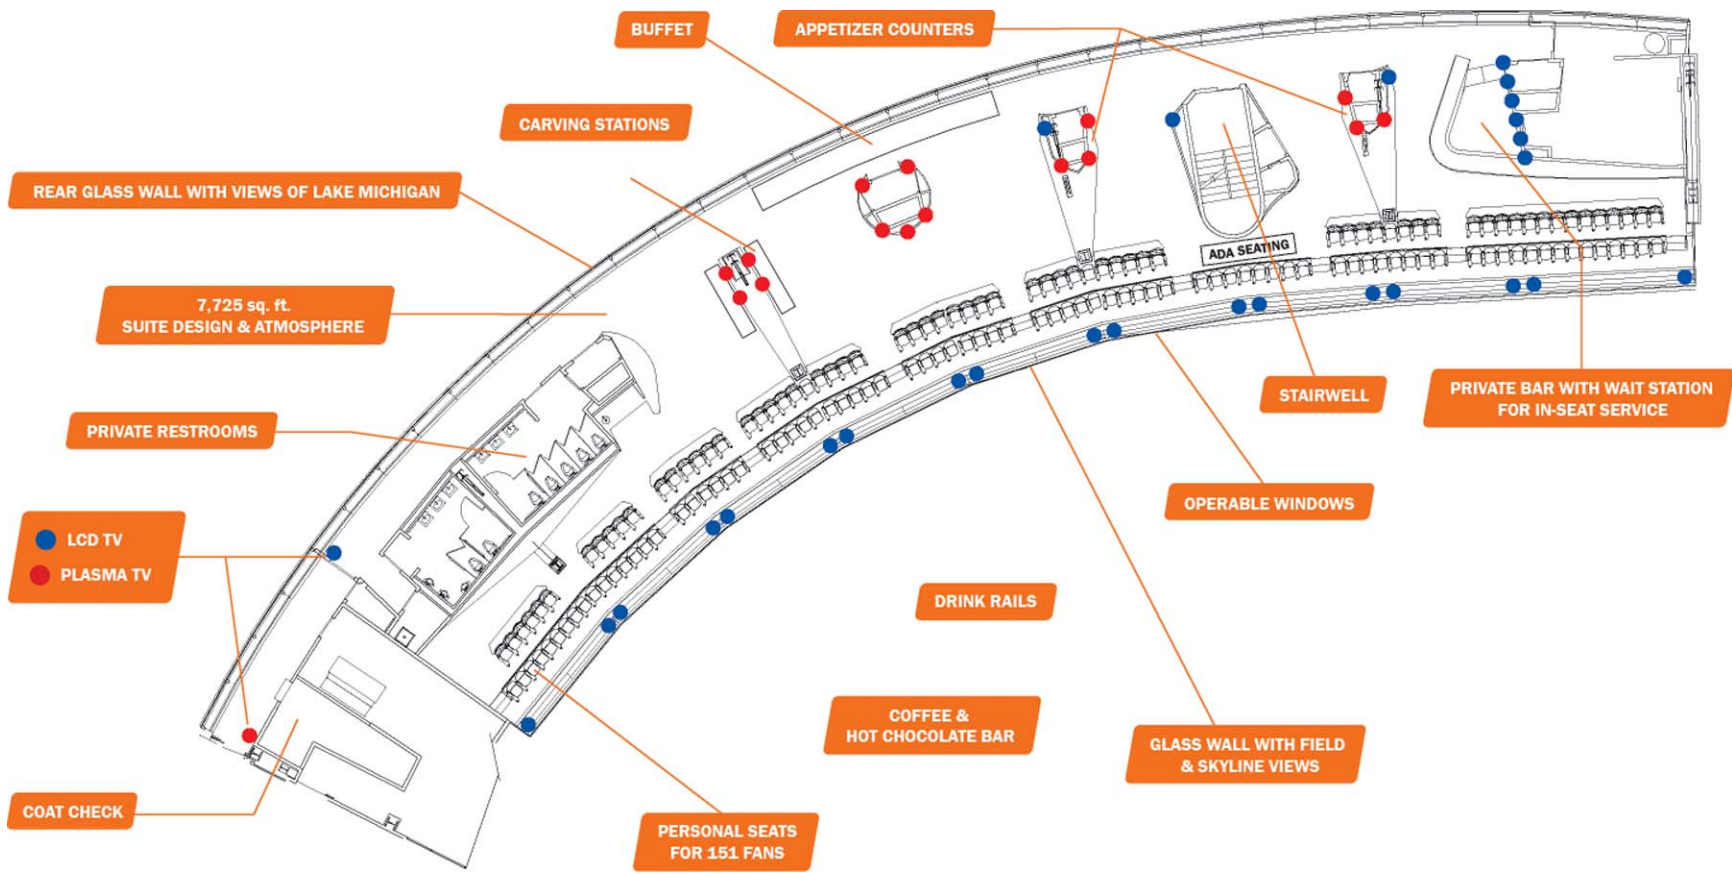 BUFFET
APPETIZER COUNTERS
CARVING STATIONS
REAR GLASS WALL WITH VIEWS OF LAKE MICHIGAN
ADA SEATING
7,725 sq. ft.
SUITE DESIGN & ATMOSPHERE
STAIRWELL
PRIVATE BAR WITH WAIT STATION
FOR IN-SEAT SERVICE
PRIVATE RESTROOMS
OPERABLE WINDOWS
LCD TV
PLASMA TV
DRINK RAILS
COFFEE &
HOT CHOCOLATE BAR
GLASS WALL WITH FIELD
& SKYLINE VIEWS
COAT CHECK
PERSONAL SEATS
FOR 151 FANS